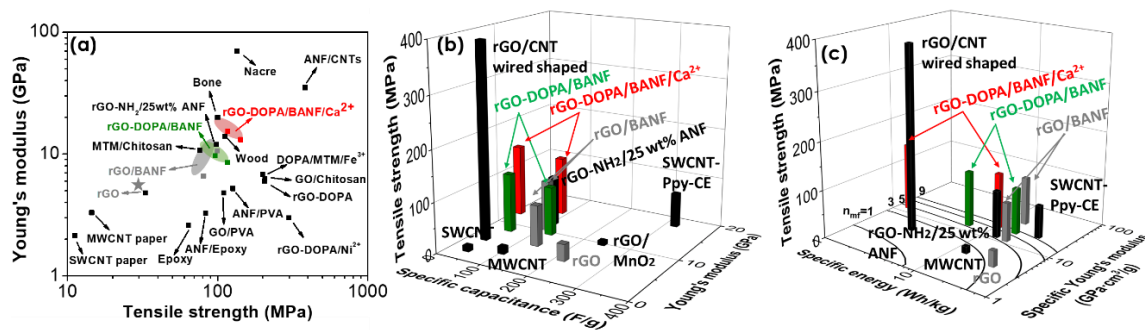 (a)
Young's modulus (GPa)
100
10
1
10
100
1000
Tensile strength (MPa)
Nacre
ANF/CNTs
Bone
rGO-NH2/25wt% ANF
rGO-DOPA/BANF/Ca2+
rGO-DOPA/BANF
MTM/Chitosan
Wood
rGO/BANF
DOPA/MTM/Fe3+
GO/Chitosan
rGO
rGO-DOPA
ANF/PVA
MWCNT paper
GO/PVA
SWCNT paper
ANF/Epoxy
Epoxy
rGO-DOPA/Ni2+
(b)
Tensile strength (MPa)
400
300
200
100
0
rGO/CNT
wired shaped
rGO-DOPA/BANF
rGO-DOPA/BANF/Ca2+
rGO/BANF
rGO-NH2/25 wt% ANF
SWCNT-
Ppy-CE
SWCNT
MWCNT
rGO
rGO/
MnO2
100
200
300
400
Specific capacitance (F/g)
0
10
20
Young's modulus (GPa)
(c)
Tensile strength (MPa)
400
300
200
100
0
rGO/CNT
wired shaped
rGO-DOPA/BANF/Ca2+
rGO-DOPA/BANF
rGO/BANF
nmf=1
3
5
9
SWCNT-
Ppy-CE
rGO-NH2/25 wt%
ANF
MWCNT
rGO
10
1
Specific energy (Wh/kg)
1
10
100
Specific Young's modulus
(GPa·cm3/g)